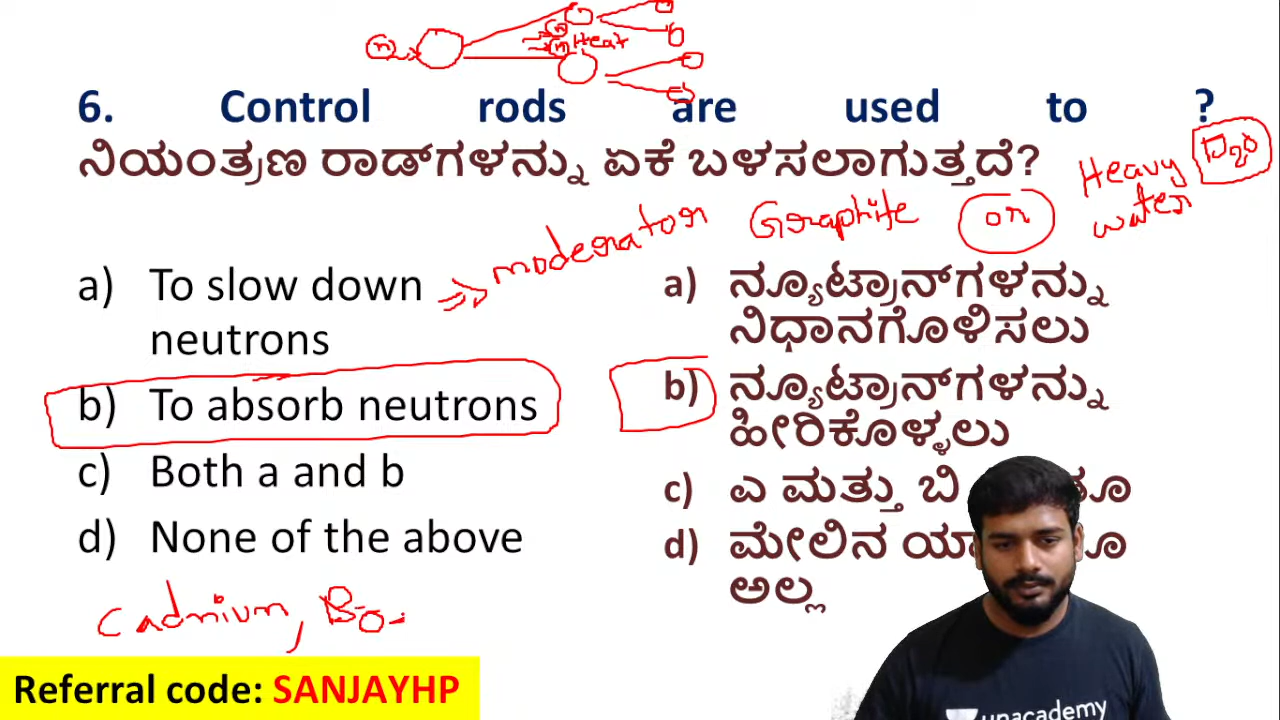 n
n
n Heat
6. Control rods are used to ?
ನಿಯಂತ್ರಣ ರಾಡ್‌ಗಳನ್ನು ಏಕೆ ಬಳಸಲಾಗುತ್ತದೆ?
Heavy water D2O
moderator Graphite or
a) To slow down
neutrons
b) To absorb neutrons
c) Both a and b
d) None of the above
a) ನ್ಯೂಟ್ರಾನ್‌ಗಳನ್ನು
ನಿಧಾನಗೊಳಿಸಲು
b) ನ್ಯೂಟ್ರಾನ್‌ಗಳನ್ನು
ಹೀರಿಕೊಳ್ಳಲು
c) ಎ ಮತ್ತು ಬಿ
d) ಮೇಲಿನ
ಅಲ್ಲ
Cadmium, Bo
Referral code: SANJAYHP
unacademy